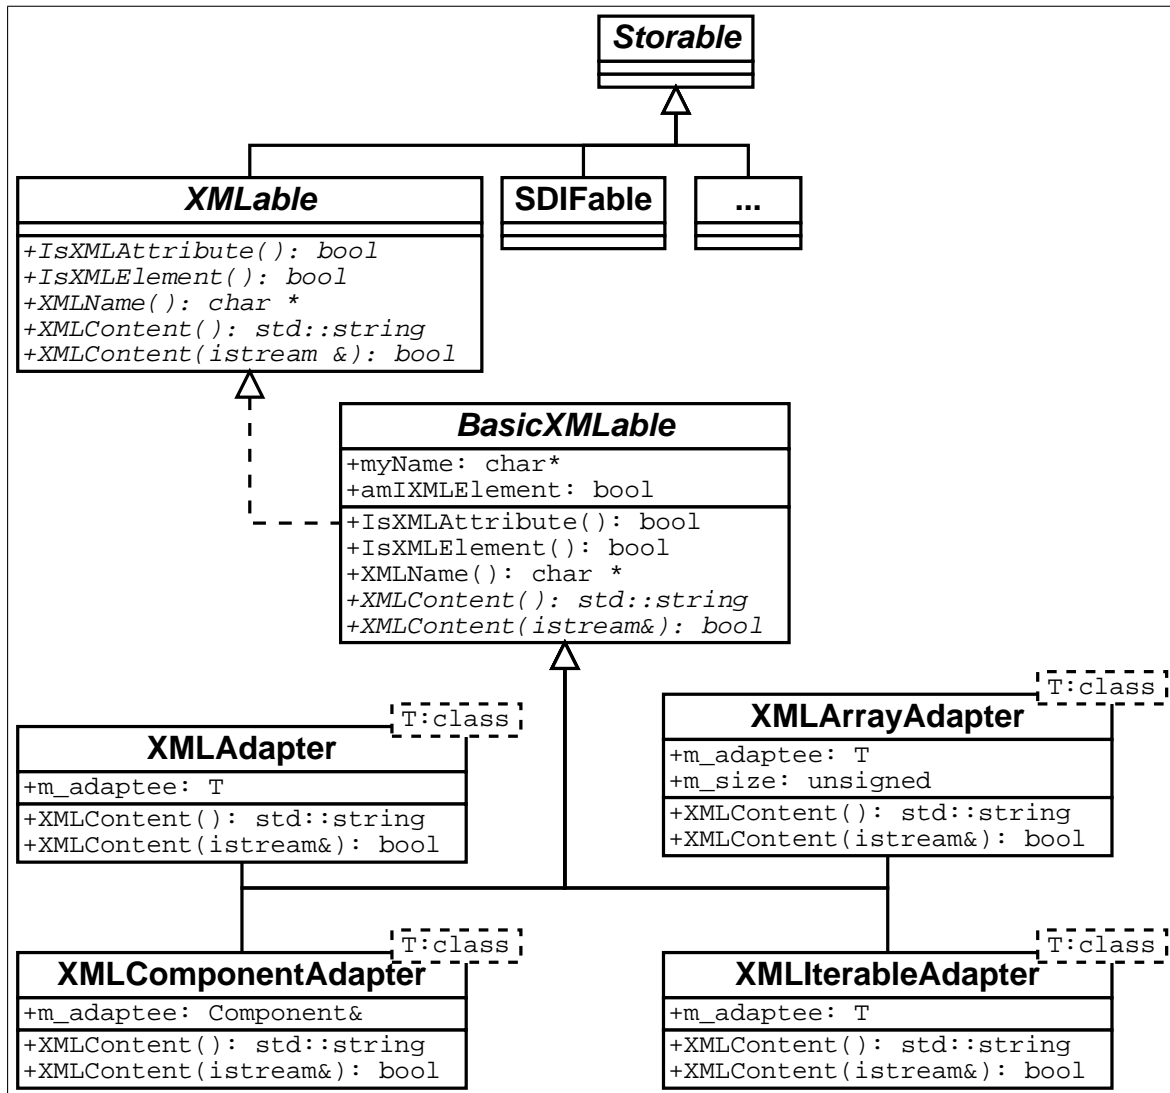 Storable
XMLable
+IsXMLAttribute(): bool
+IsXMLElement(): bool
+XMLName(): char *
+XMLContent(): std::string
+XMLContent(istream &): bool
SDIFable
...
BasicXMLable
+myName: char*
+amIXMLElement: bool
+IsXMLAttribute(): bool
+IsXMLElement(): bool
+XMLName(): char *
+XMLContent(): std::string
+XMLContent(istream&): bool
T:class
XMLAdapter
+m_adaptee: T
+XMLContent(): std::string
+XMLContent(istream&): bool
T:class
XMLArrayAdapter
+m_adaptee: T
+m_size: unsigned
+XMLContent(): std::string
+XMLContent(istream&): bool
T:class
XMLComponentAdapter
+m_adaptee: Component&
+XMLContent(): std::string
+XMLContent(istream&): bool
T:class
XMLIterableAdapter
+m_adaptee: T
+XMLContent(): std::string
+XMLContent(istream&): bool